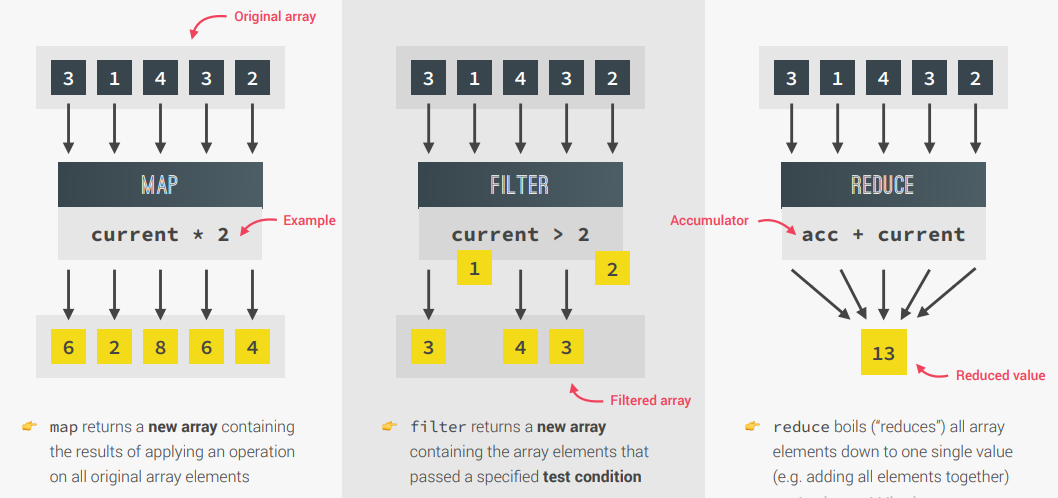 Original array
3 1 4 3 2
MAP
Example
current * 2
6 2 8 6 4
👉 map returns a new array containing
the results of applying an operation
on all original array elements
3 1 4 3 2
FILTER
current > 2
1 2
3 4 3
Filtered array
👉 filter returns a new array
containing the array elements that
passed a specified test condition
3 1 4 3 2
REDUCE
Accumulator
acc + current
13
Reduced value
👉 reduce boils (“reduces”) all array
elements down to one single value
(e.g. adding all elements together)